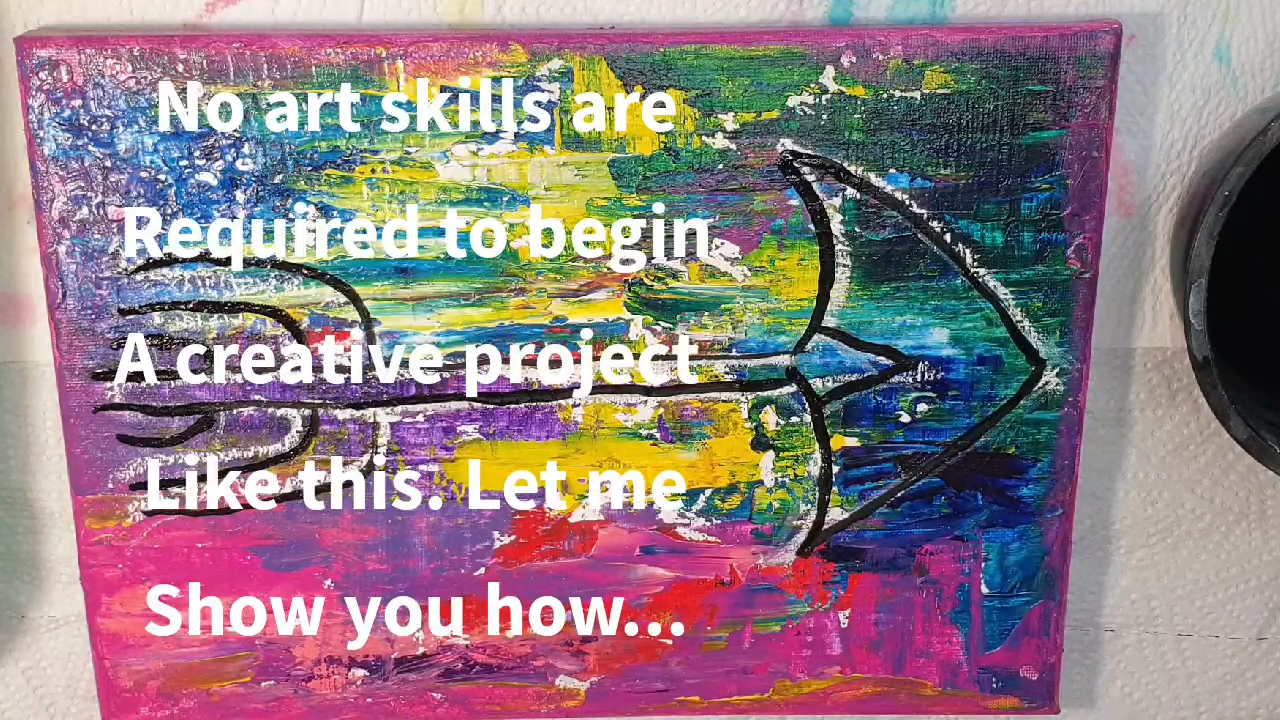 No art skills are
Required to begin
A creative project
Like this. Let me
Show you how...